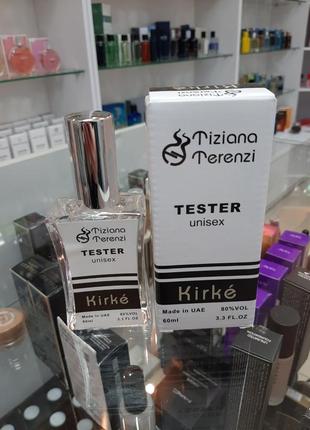 Tiziana
Terenzi
TESTER
unisex
Kirké
Made in UAE 80%VOL
60ml 3.3 FL.OZ
Tiziana
Terenzi
TESTER
unisex
Kirké
Made in UAE 80%VOL
60ml